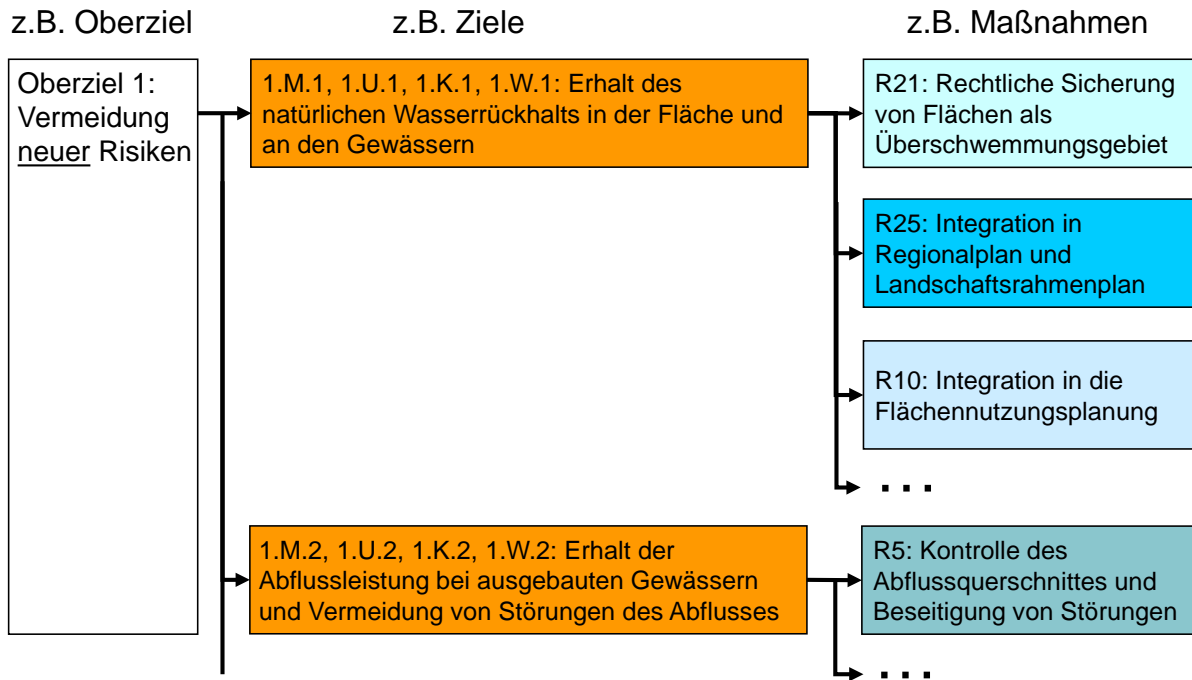 z.B. Oberziel
z.B. Ziele
z.B. Maßnahmen
Oberziel 1:
Vermeidung
neuer Risiken
1.M.1, 1.U.1, 1.K.1, 1.W.1: Erhalt des
natürlichen Wasserrückhalts in der Fläche und
an den Gewässern
R21: Rechtliche Sicherung
von Flächen als
Überschwemmungsgebiet
R25: Integration in
Regionalplan und
Landschaftsrahmenplan
R10: Integration in die
Flächennutzungsplanung
. . .
1.M.2, 1.U.2, 1.K.2, 1.W.2: Erhalt der
Abflussleistung bei ausgebauten Gewässern
und Vermeidung von Störungen des Abflusses
R5: Kontrolle des
Abflussquerschnittes und
Beseitigung von Störungen
. . .